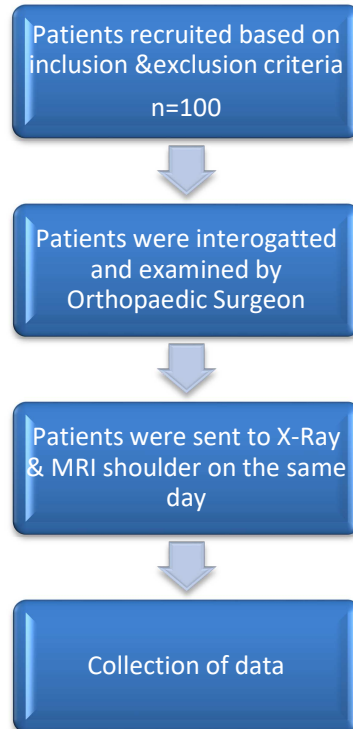 Patients recruited based on
inclusion &exclusion criteria
n=100
Patients were interogatted
and examined by
Orthopaedic Surgeon
Patients were sent to X-Ray
& MRI shoulder on the same
day
Collection of data